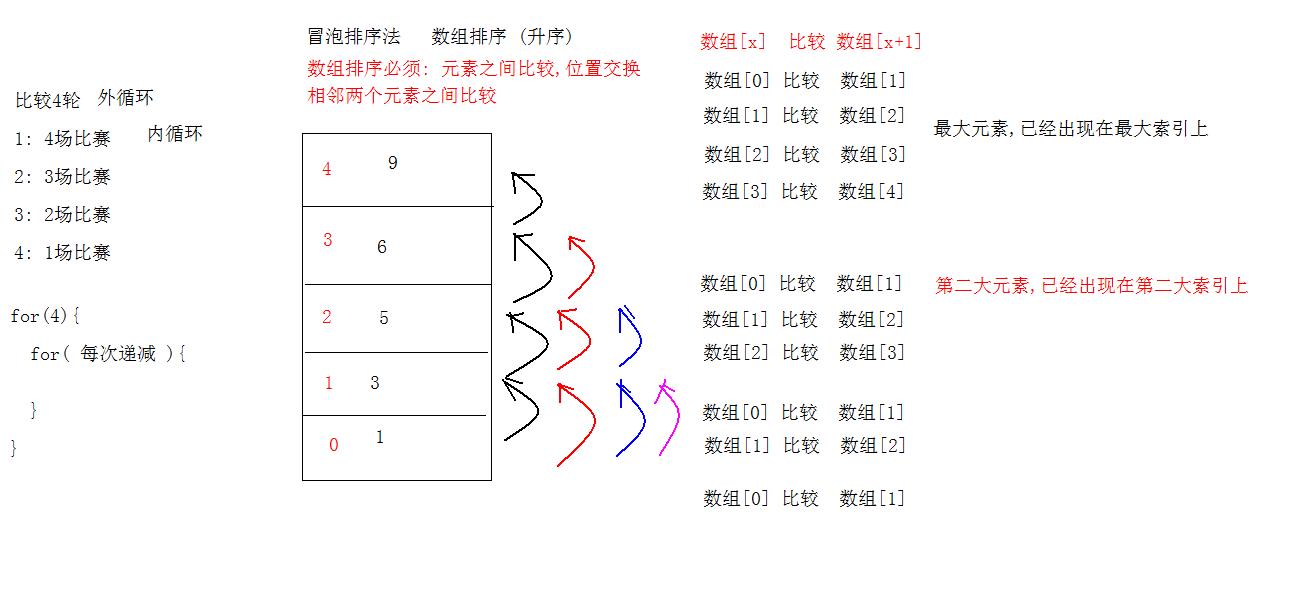 比较4轮 外循环
1: 4场比赛 内循环
2: 3场比赛
3: 2场比赛
4: 1场比赛
for(4){
for( 每次递减 ){
}
}
冒泡排序法 数组排序 (升序)
数组排序必须: 元素之间比较,位置交换
相邻两个元素之间比较
4 9
3 6
2 5
1 3
0 1
数组[x] 比较 数组[x+1]
数组[0] 比较 数组[1]
数组[1] 比较 数组[2]
数组[2] 比较 数组[3]
数组[3] 比较 数组[4]
最大元素,已经出现在最大索引上
数组[0] 比较 数组[1]
数组[1] 比较 数组[2]
数组[2] 比较 数组[3]
第二大元素,已经出现在第二大索引上
数组[0] 比较 数组[1]
数组[1] 比较 数组[2]
数组[0] 比较 数组[1]